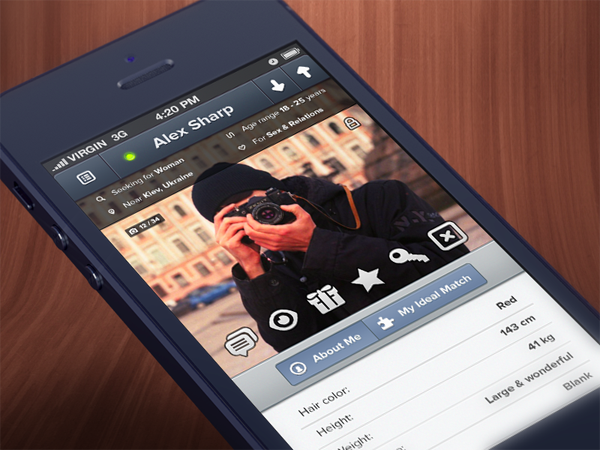 VIRGIN 3G 4:20 PM
Alex Sharp
Seeking for Woman
Age range 18 - 25 years
Near Kiev, Ukraine
For Sex & Relations
12 / 34
About Me
My Ideal Match
Hair color: Red
Height: 143 cm
Weight: 41 kg
Large & wonderful
Blank